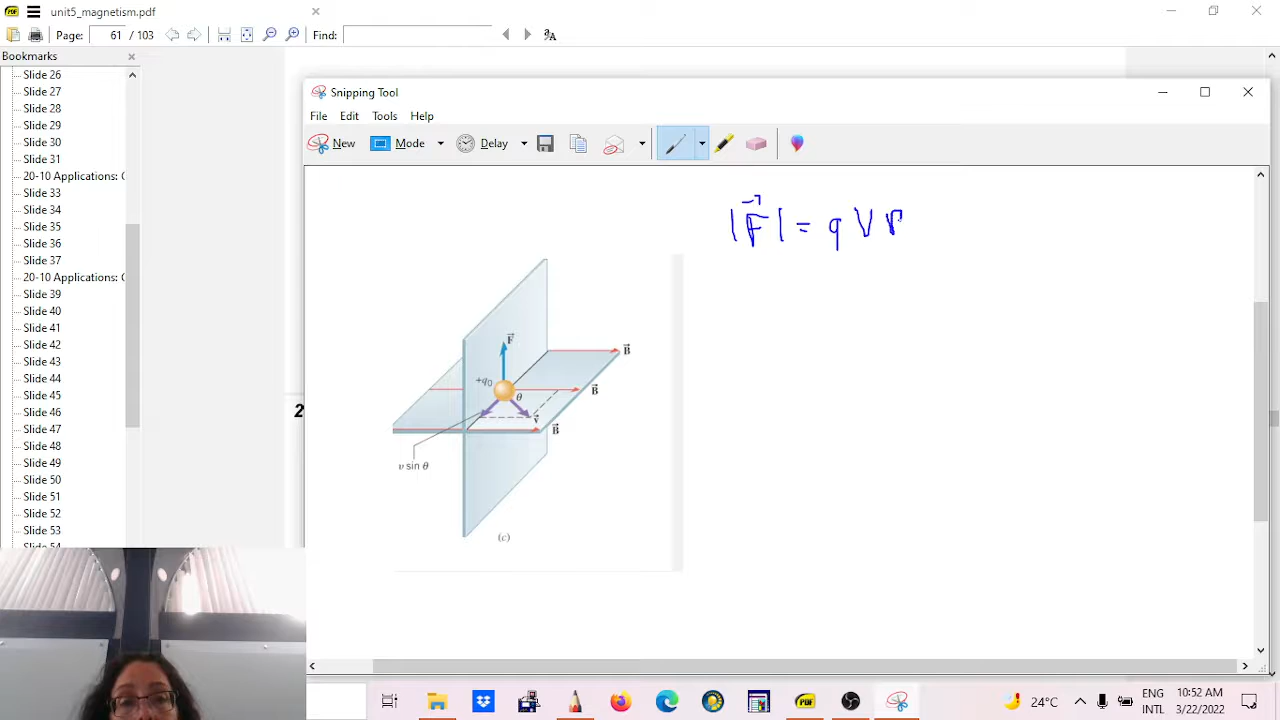 unit5_magnetism.pdf
Page: 61 / 103 Find:
Bookmarks
Slide 26
Slide 27
Slide 28
Slide 29
Slide 30
Slide 31
20-10 Applications: C
Slide 33
Slide 34
Slide 35
Slide 36
Slide 37
20-10 Applications: C
Slide 39
Slide 40
Slide 41
Slide 42
Slide 43
Slide 44
Slide 45
Slide 46
Slide 47
Slide 48
Slide 49
Slide 50
Slide 51
Slide 52
Slide 53
Slide 54
2
Snipping Tool
File Edit Tools Help
New Mode Delay
|F⃗| = q V
F⃗
B⃗
+q₀
θ
B⃗
v⃗
B⃗
υ sin θ
(c)
24°C
ENG
INTL
10:52 AM
3/22/2022